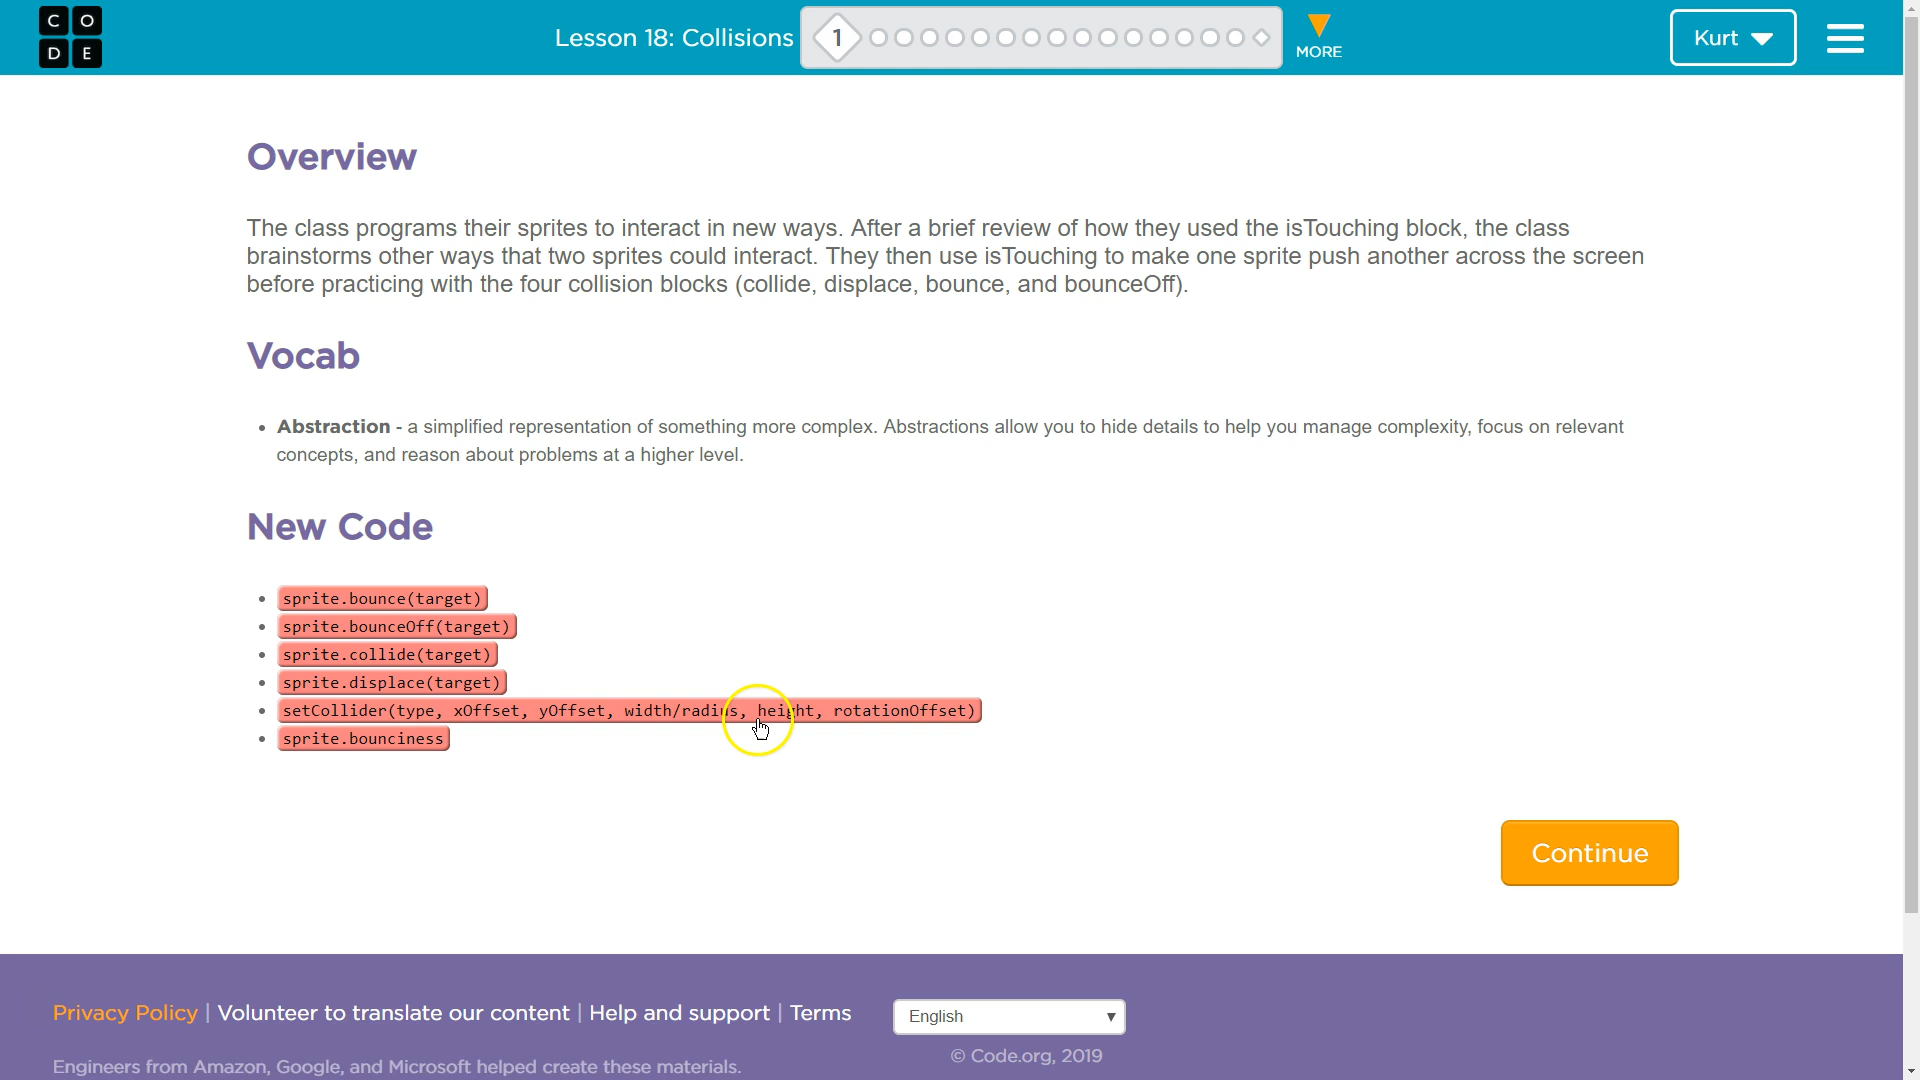 C O
D E
Lesson 18: Collisions
1
MORE
Kurt
Overview
The class programs their sprites to interact in new ways. After a brief review of how they used the isTouching block, the class
brainstorms other ways that two sprites could interact. They then use isTouching to make one sprite push another across the screen
before practicing with the four collision blocks (collide, displace, bounce, and bounceOff).
Vocab
• Abstraction - a simplified representation of something more complex. Abstractions allow you to hide details to help you manage complexity, focus on relevant
concepts, and reason about problems at a higher level.
New Code
• sprite.bounce(target)
• sprite.bounceOff(target)
• sprite.collide(target)
• sprite.displace(target)
• setCollider(type, xOffset, yOffset, width/radius, height, rotationOffset)
• sprite.bounciness
Continue
Privacy Policy | Volunteer to translate our content | Help and support | Terms
English
© Code.org, 2019
Engineers from Amazon, Google, and Microsoft helped create these materials.